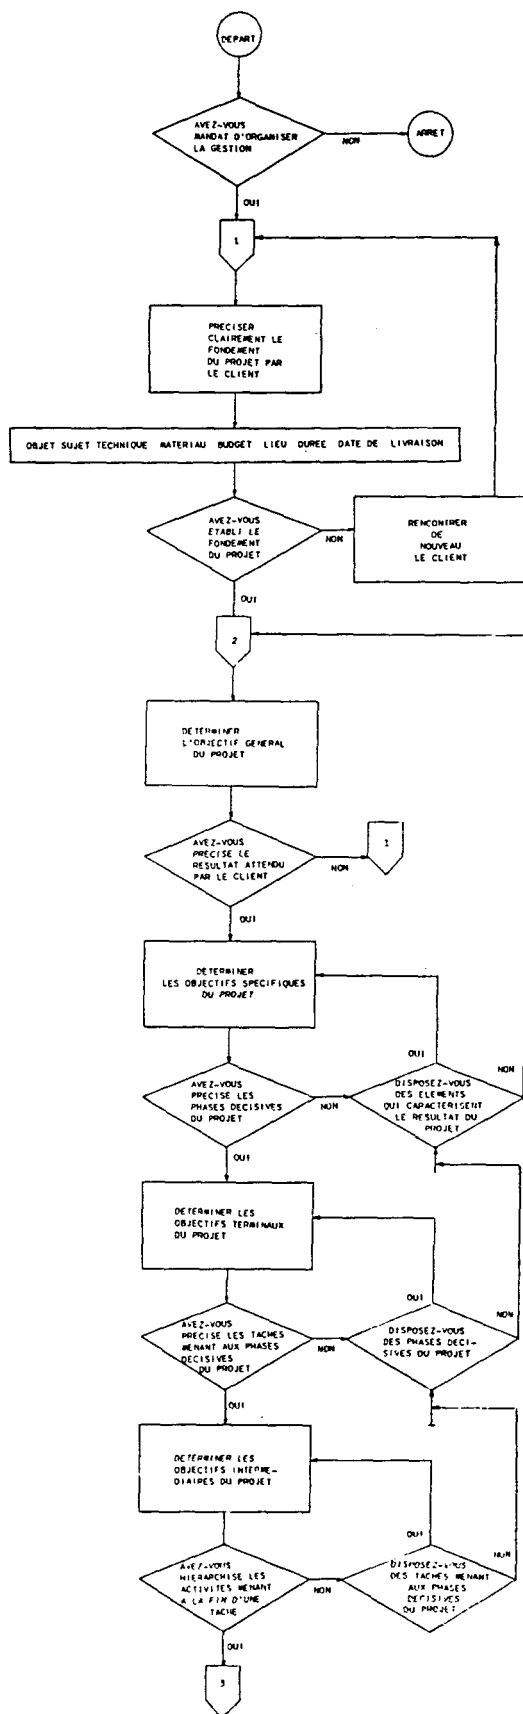 DEPART
AVEZ-VOUS
MANDAT D'ORGANISER
LA GESTION
NON
ARRET
OUI
1
PRECISER
CLAIREMENT LE
FONDEMENT
DU PROJET PAR
LE CLIENT
OBJET SUJET TECHNIQUE MATERIAU BUDGET LIEU DUREE DATE DE LIVRAISON
AVEZ-VOUS
ETABLI LE
FONDEMENT
DU PROJET
NON
RENCONTRER
DE
NOUVEAU
LE CLIENT
OUI
2
DETERMINER
L'OBJECTIF GENERAL
DU PROJET
AVEZ-VOUS
PRECISE LE
RESULTAT ATTENDU
PAR LE CLIENT
NON
1
OUI
DETERMINER
LES OBJECTIFS SPECIFIQUES
DU PROJET
OUI
NON
AVEZ-VOUS
PRECISE LES
PHASES DECISIVES
DU PROJET
NON
DISPOSEZ-VOUS
DES ELEMENTS
QUI CARACTERISENT
LE RESULTAT DU
PROJET
OUI
DETERMINER LES
OBJECTIFS TERMINAUX
DU PROJET
OUI
NON
AVEZ-VOUS
PRECISE LES TACHES
MENANT AUX PHASES
DECISIVES
DU PROJET
NON
DISPOSEZ-VOUS
DES PHASES DECI-
SIVES DU PROJET
OUI
DETERMINER LES
OBJECTIFS INTERME-
DIAIRES DU PROJET
OUI
NON
AVEZ-VOUS
HIERARCHISE LES
ACTIVITES MENANT
A LA FIN D'UNE
TACHE
NON
DISPOSEZ-VOUS
DES TACHES MENANT
AUX PHASES
DECISIVES
DU PROJET
OUI
3